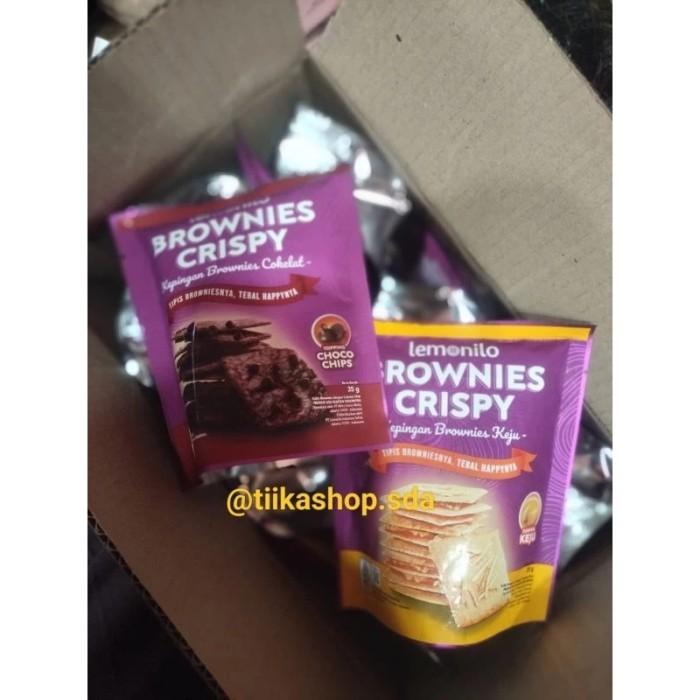 BROWNIES
CRISPY
Kepingan Brownies Cokelat -
TIPIS BROWNIESNYA, TEBAL HAPPYNYA
TOPPING
CHOCO
CHIPS
35 g
lemonilo
BROWNIES
CRISPY
Kepingan Brownies Keju -
TIPIS BROWNIESNYA, TEBAL HAPPYNYA
KEJU
@tiikashop.sda